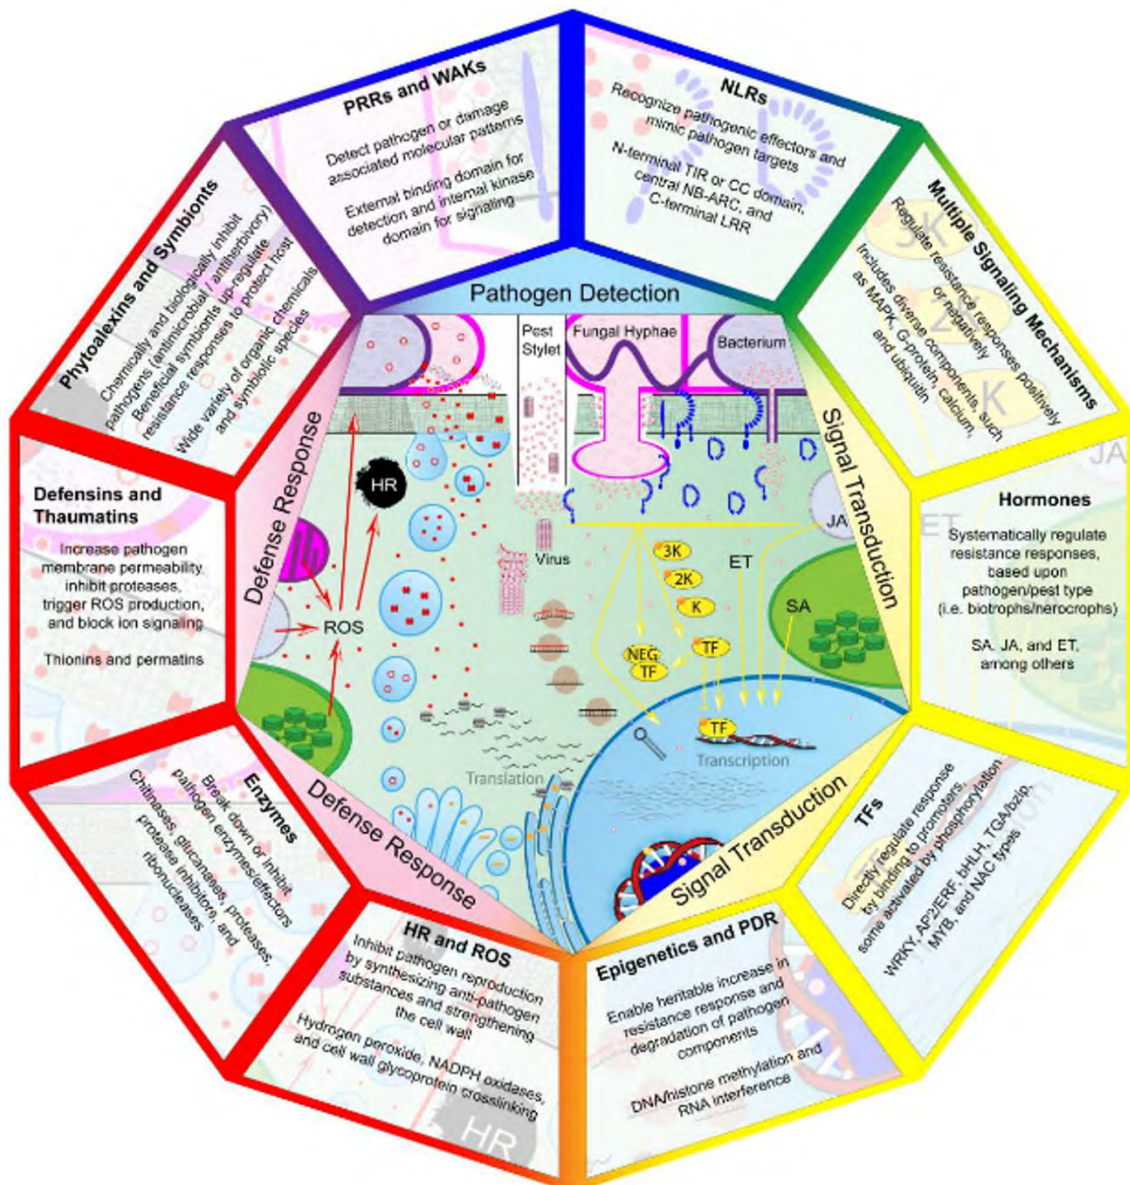 PRRs and WAKs
Detect pathogen or damage
associated molecular patterns
External binding domain for
detection and internal kinase
domain for signaling
NLRs
Recognize pathogenic effectors and
mimic pathogen targets
N-terminal TIR or CC domain,
central NB-ARC, and
C-terminal LRR
Multiple Signaling Mechanisms
Regulate resistance responses positively
or negatively
Includes diverse components, such
as MAPK, G-protein, calcium,
and ubiquitin
3K
2
K
Hormones
Systematically regulate
resistance responses,
based upon
pathogen/pest type
(i.e. biotrophs/nerocrophs)
SA, JA, and ET,
among others
JA
ET
TFs
Directly regulate response
by binding to promoters,
some activated by phosphorylation
WRKY, AP2/ERF, bHLH, TGA/bzip,
MYB, and NAC types
Epigenetics and PDR
Enable heritable increase in
resistance response and
degradation of pathogen
components
DNA/histone methylation and
RNA interference
HR and ROS
Inhibit pathogen reproduction
by synthesizing anti-pathogen
substances and strengthening
the cell wall
Hydrogen peroxide, NADPH oxidases,
and cell wall glycoprotein crosslinking
HR
Enzymes
Break down or inhibit
pathogen enzymes/effectors
Chitinases, glucanases, proteases,
protease inhibitors, and
ribonucleases
Defensins and
Thaumatins
Increase pathogen
membrane permeability,
inhibit proteases,
trigger ROS production,
and block ion signaling
Thionins and permatins
Phytoalexins and Symbionts
Chemically and biologically inhibit
pathogens (antimicrobial / antiherbivory)
Beneficial symbionts up-regulate
resistance responses to protect host
Wide variety of organic chemicals
and symbiotic species
Pathogen Detection
Signal Transduction
Signal Transduction
Defense Response
Defense Response
Pest
Stylet
Fungal Hyphae
Bacterium
HR
Virus
JA
3K
ET
2K
K
SA
ROS
NEG
TF
TF
TF
Transcription
Translation